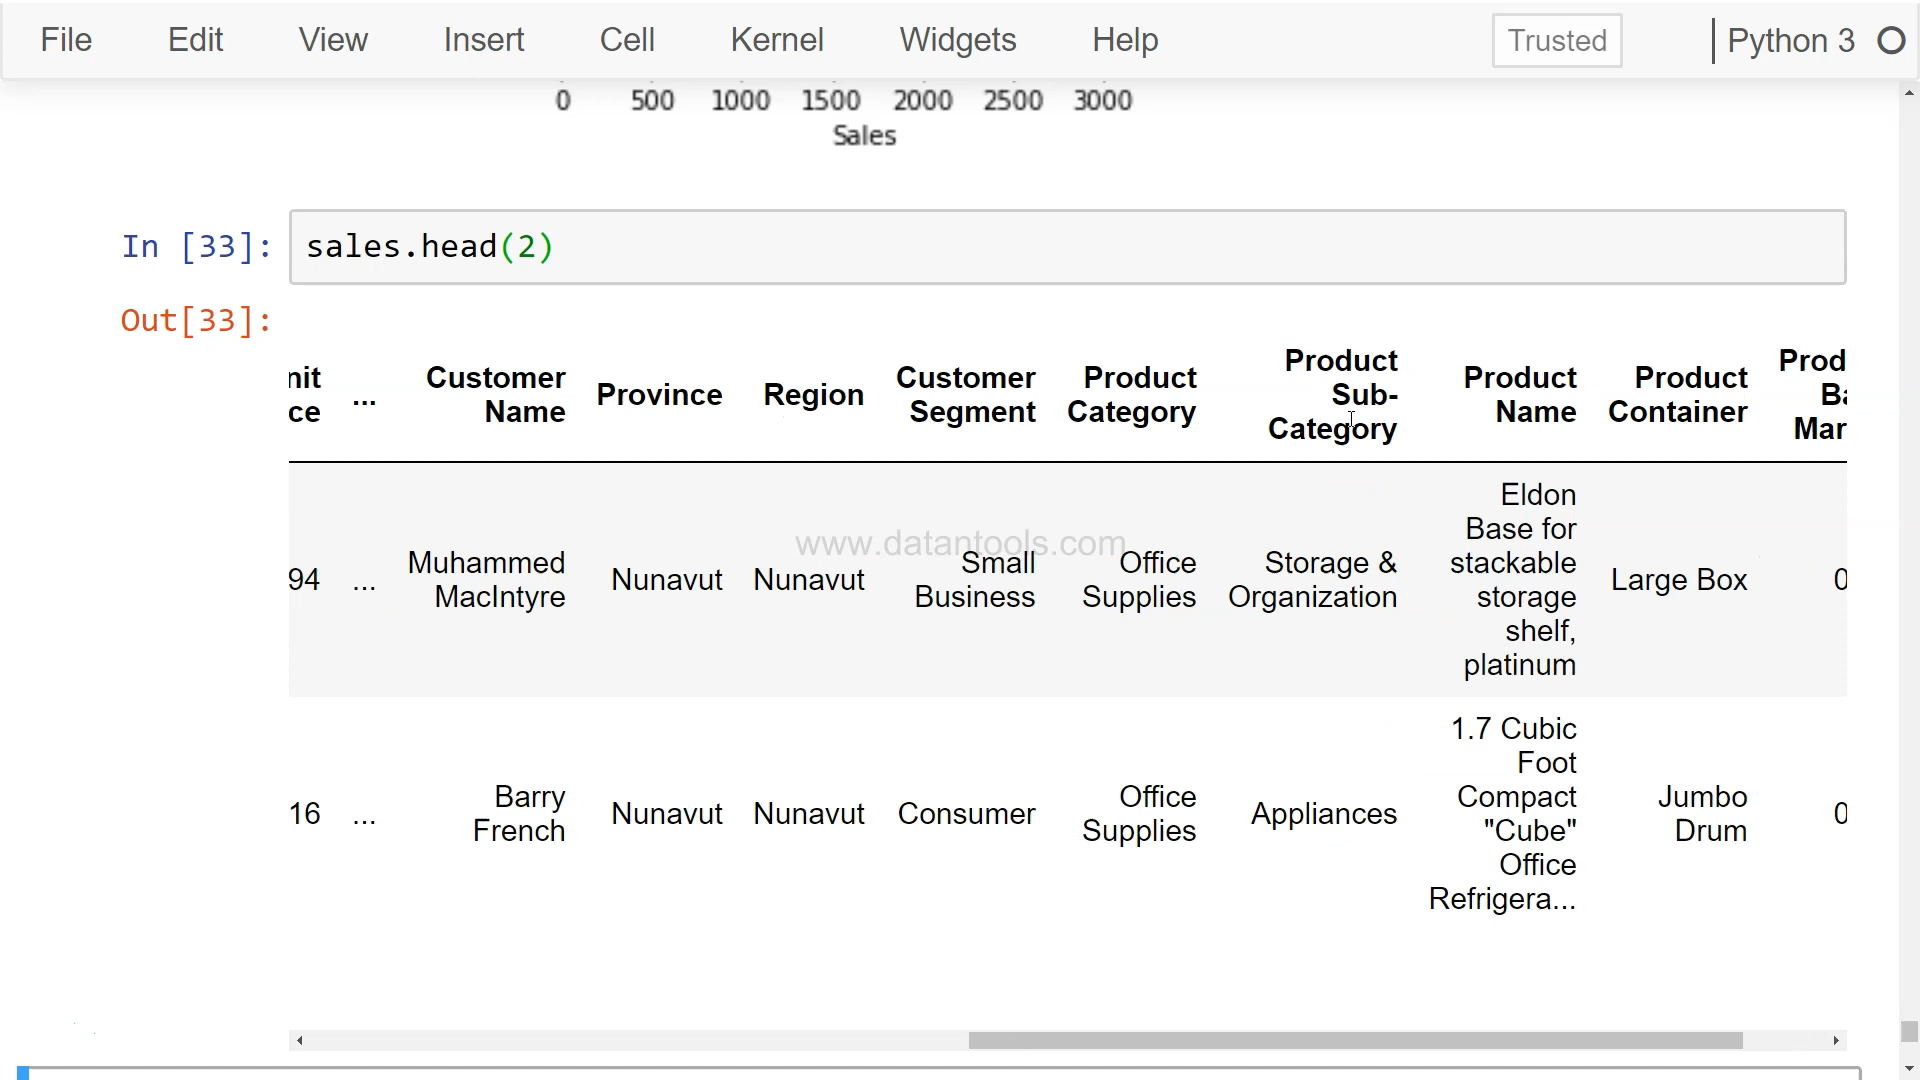 File Edit View Insert Cell Kernel Widgets Help Trusted Python 3
0 500 1000 1500 2000 2500 3000
Sales
In [33]: sales.head(2)
Out[33]:
nit
ce
...
Customer
Name
Province
Region
Customer
Segment
Product
Category
Product
Sub-
Category
Product
Name
Product
Container
Prod
Ba
Mar
94
...
Muhammed
MacIntyre
Nunavut
Nunavut
Small
Business
Office
Supplies
Storage &
Organization
Eldon
Base for
stackable
storage
shelf,
platinum
Large Box
0
www.datantools.com
16
...
Barry
French
Nunavut
Nunavut
Consumer
Office
Supplies
Appliances
1.7 Cubic
Foot
Compact
"Cube"
Office
Refrigera...
Jumbo
Drum
0